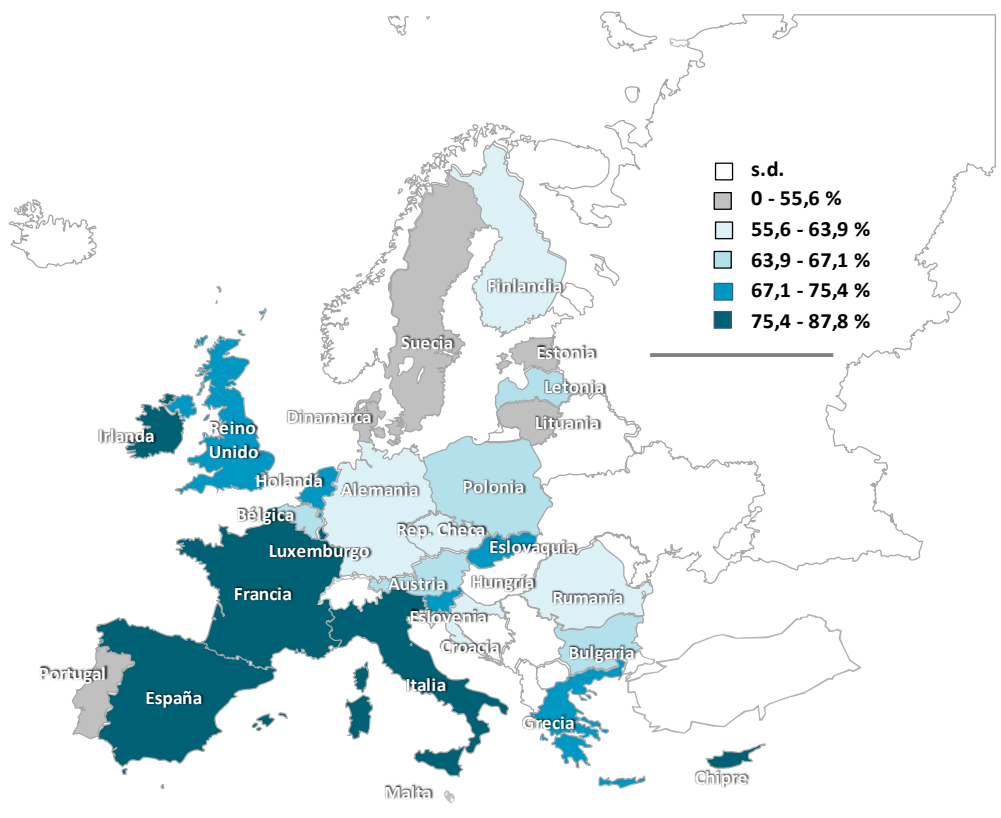 s.d.
0 - 55,6 %
55,6 - 63,9 %
63,9 - 67,1 %
67,1 - 75,4 %
75,4 - 87,8 %
Finlandia
Suecia
Estonia
Letonia
Dinamarca
Lituania
Irlanda
Reino
Unido
Holanda
Alemania
Polonia
Bélgica
Rep. Checa
Luxemburgo
Eslovaquia
Francia
Austria
Hungría
Rumanía
Eslovenia
Croacia
Bulgaria
Portugal
España
Italia
Grecia
Chipre
Malta